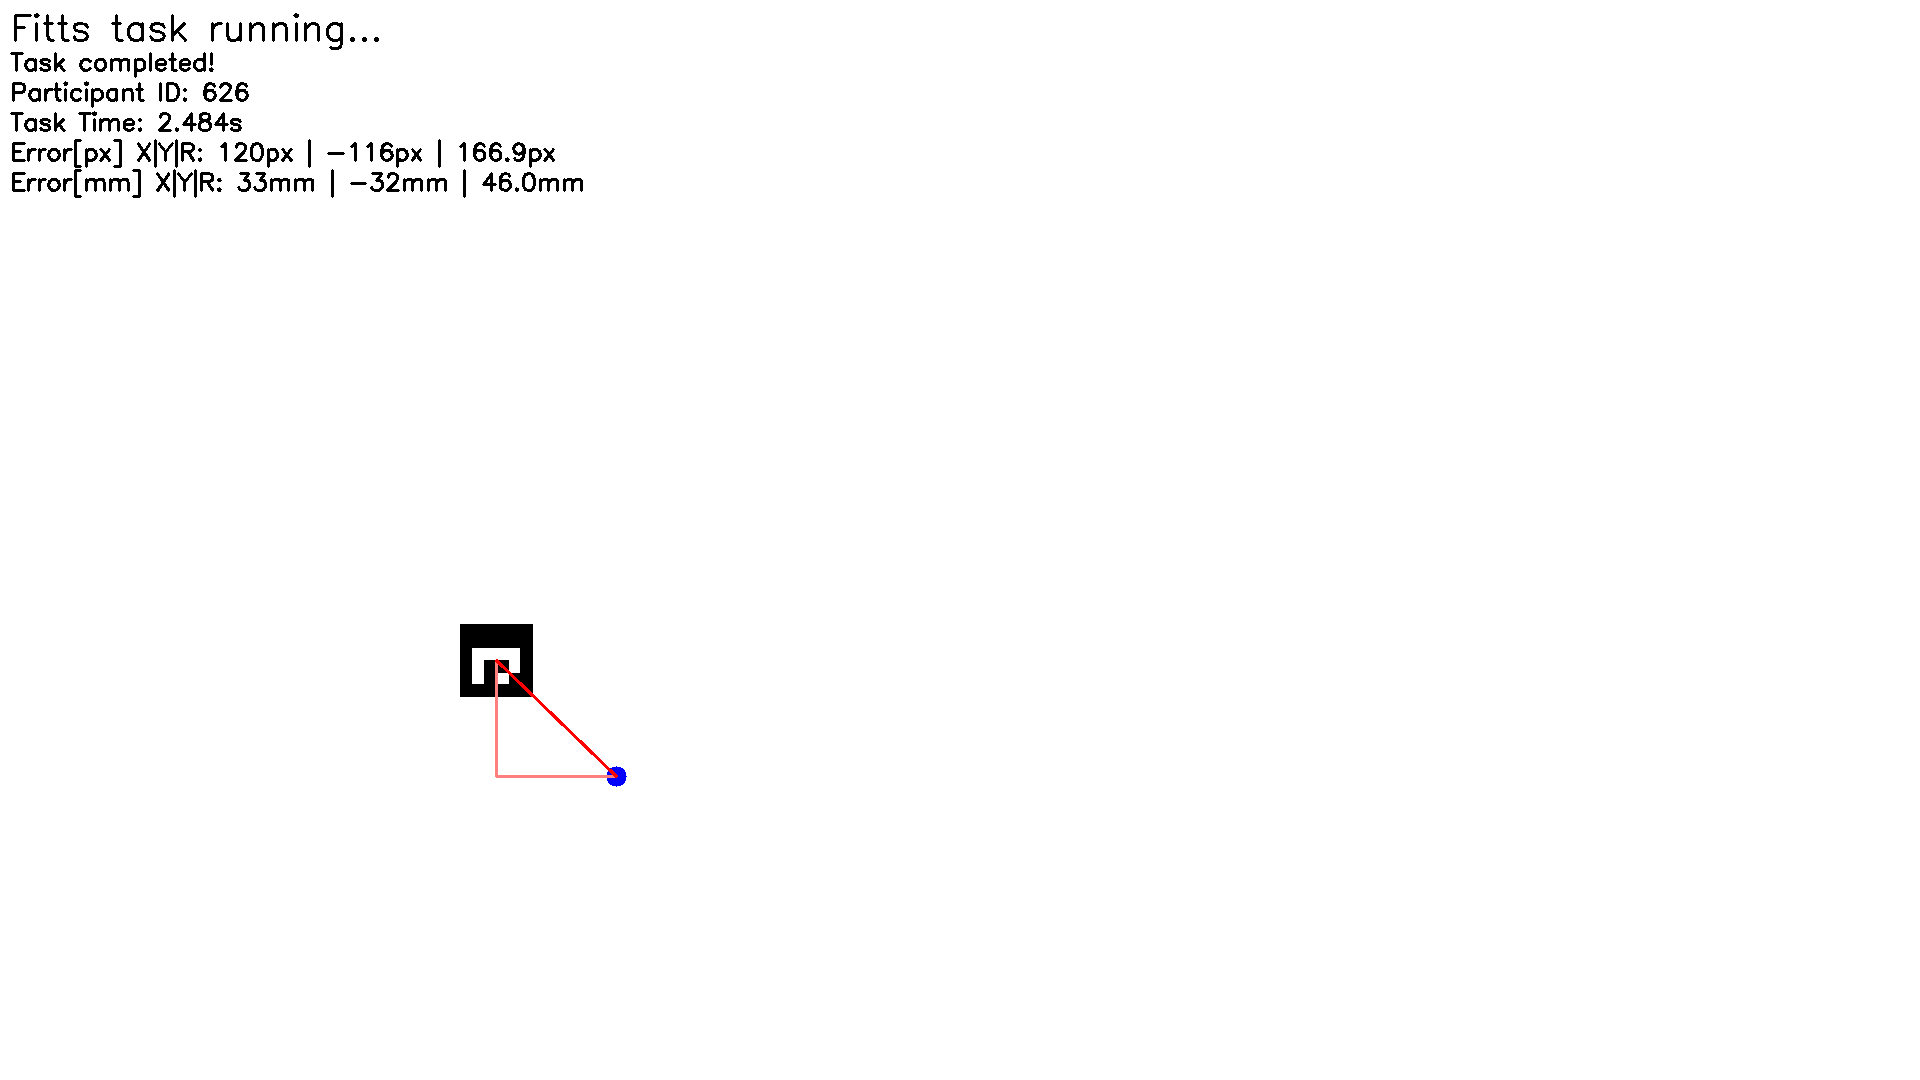 Fitts task running...
Task completed!
Participant ID: 626
Task Time: 2.484s
Error[px] X|Y|R: 120px | -116px | 166.9px
Error[mm] X|Y|R: 33mm | -32mm | 46.0mm